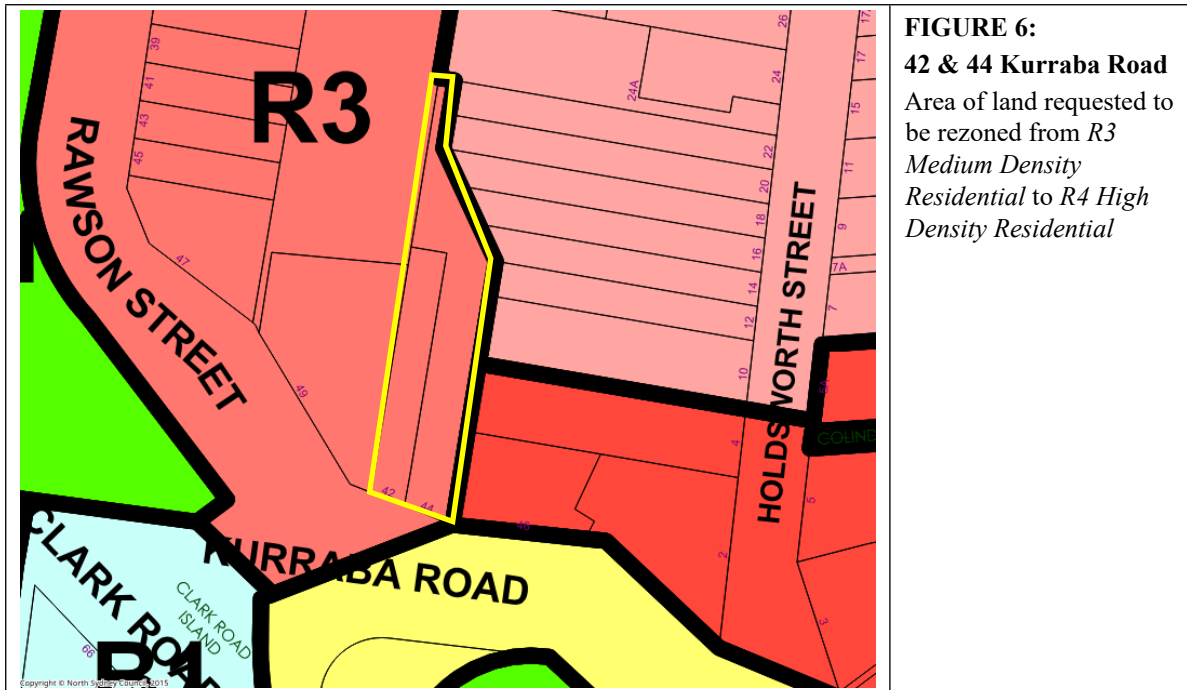 FIGURE 6:
42 & 44 Kurraba Road
Area of land requested to
be rezoned from R3
Medium Density
Residential to R4 High
Density Residential
R3
RAWSON STREET
HOLDSWORTH STREET
KURRABA ROAD
CLARK ROAD
CLARK ROAD
ISLAND
COLIND
39
41
43
45
47
49
42
44
46
66
26
24
24A
22
20
18
16
14
12
10
4
2
17
15
11
9
7A
7
5A
5
3
Copyright © North Sydney Council, 2015